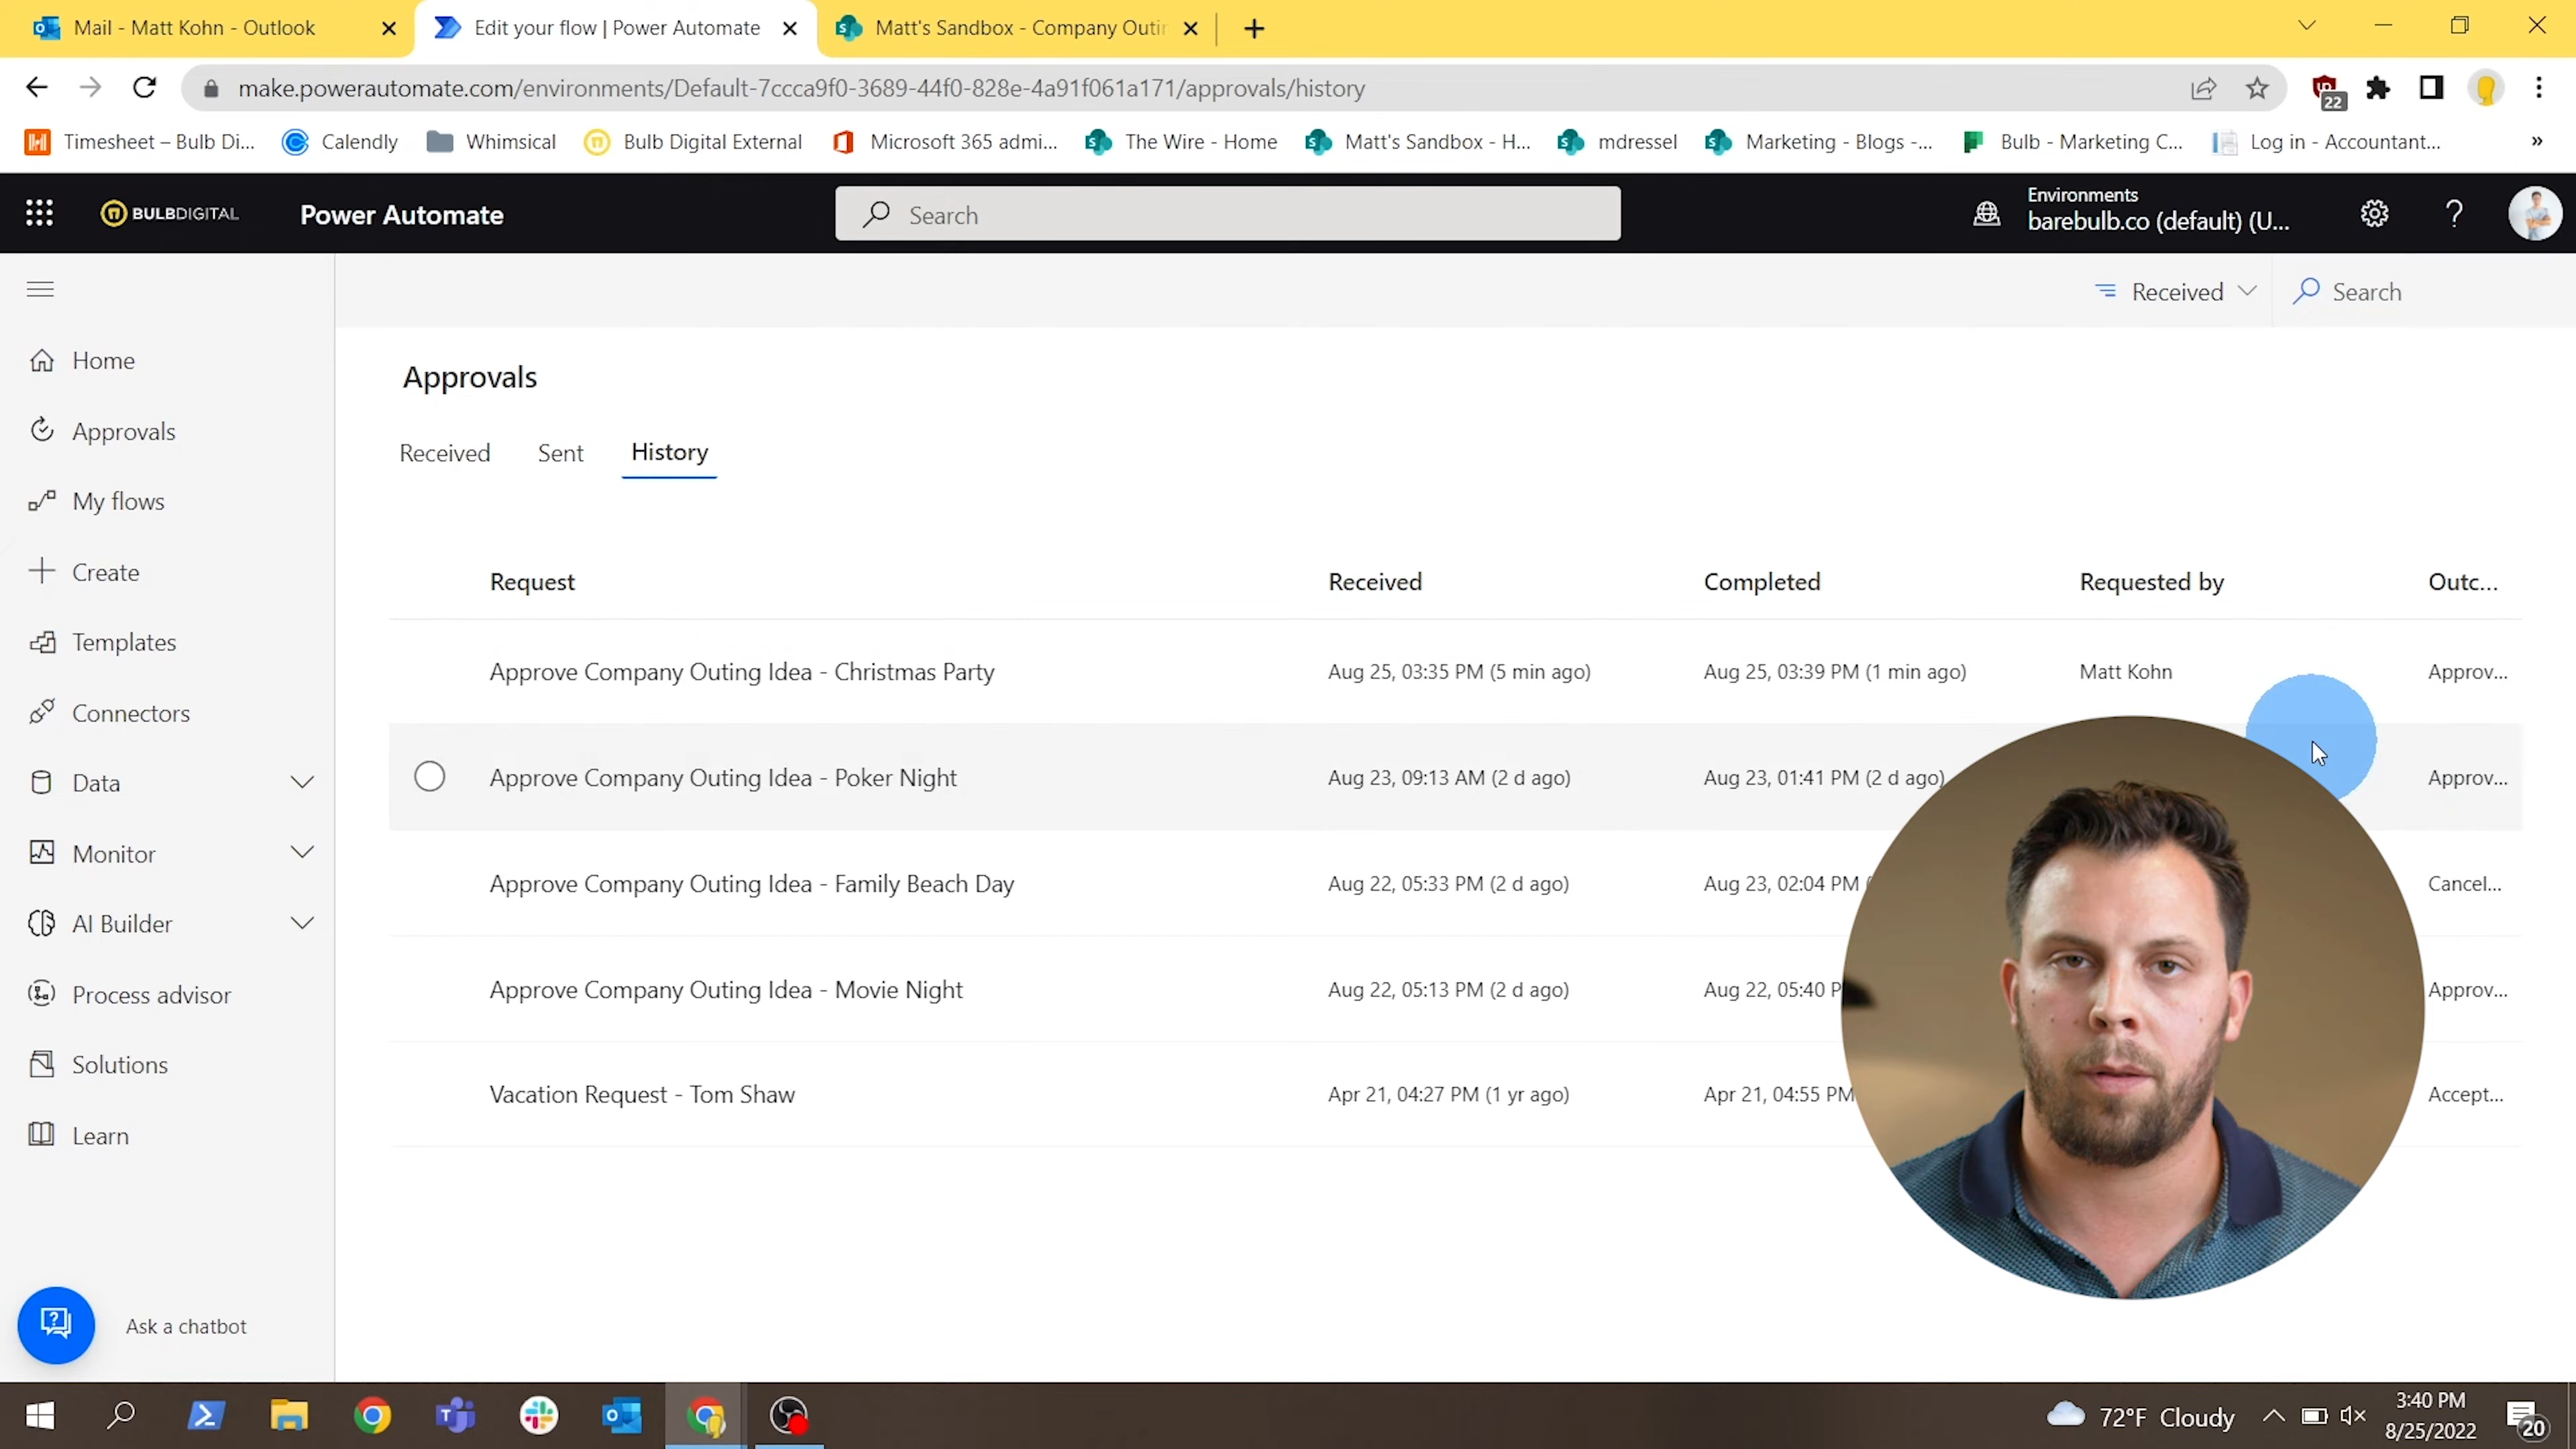 Mail - Matt Kohn - Outlook
Edit your flow | Power Automate
Matt's Sandbox - Company Outin
make.powerautomate.com/environments/Default-7ccca9f0-3689-44f0-828e-4a91f061a171/approvals/history
22
Timesheet – Bulb Di...
Calendly
Whimsical
Bulb Digital External
Microsoft 365 admi...
The Wire - Home
Matt's Sandbox - H...
mdressel
Marketing - Blogs -...
Bulb - Marketing C...
Log in - Accountant...
»
BULBDIGITAL
Power Automate
Search
Environments
barebulb.co (default) (U...
?
Received
Search
Home
Approvals
My flows
Create
Templates
Connectors
Data
Monitor
AI Builder
Process advisor
Solutions
Learn
Ask a chatbot
Approvals
Received Sent History
Request Received Completed Requested by Outc...
Approve Company Outing Idea - Christmas Party Aug 25, 03:35 PM (5 min ago) Aug 25, 03:39 PM (1 min ago) Matt Kohn Approv...
Approve Company Outing Idea - Poker Night Aug 23, 09:13 AM (2 d ago) Aug 23, 01:41 PM (2 d ago) Approv...
Approve Company Outing Idea - Family Beach Day Aug 22, 05:33 PM (2 d ago) Aug 23, 02:04 PM Cancel...
Approve Company Outing Idea - Movie Night Aug 22, 05:13 PM (2 d ago) Aug 22, 05:40 P Approv...
Vacation Request - Tom Shaw Apr 21, 04:27 PM (1 yr ago) Apr 21, 04:55 PM Accept...
72°F Cloudy
3:40 PM
8/25/2022
20